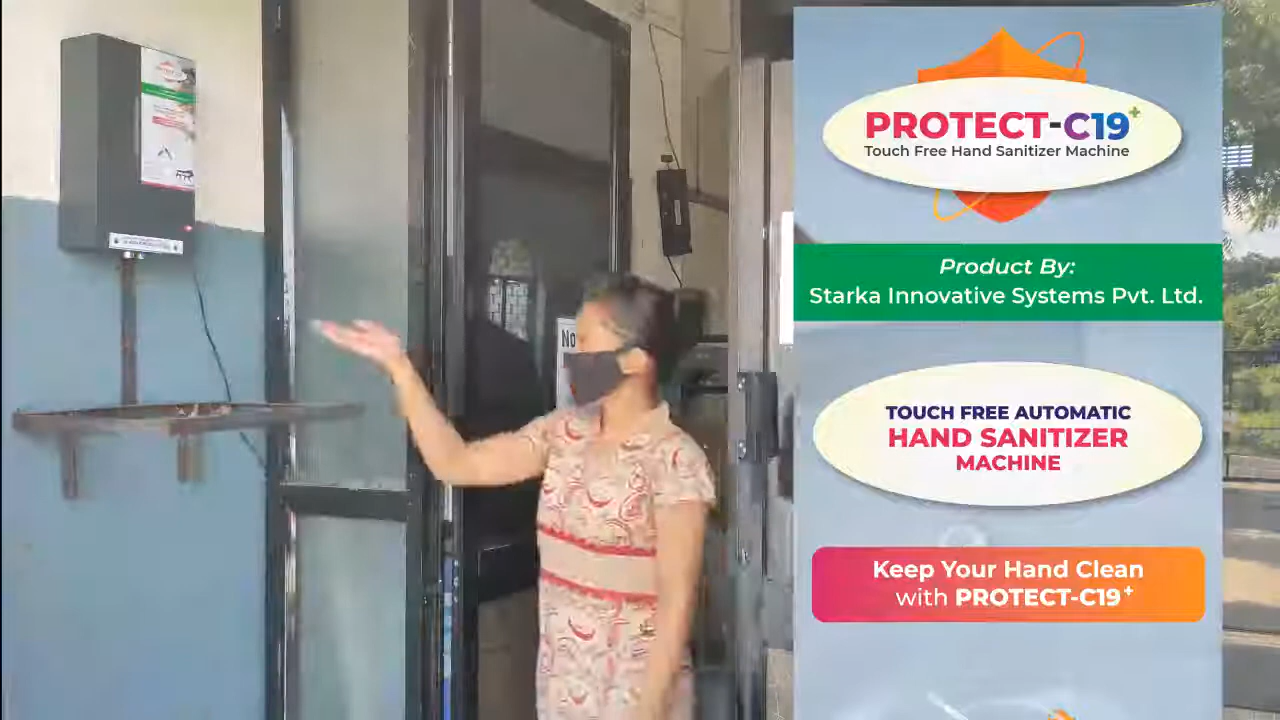 PROTECT-C19+
Touch Free Hand Sanitizer Machine
Product By:
Starka Innovative Systems Pvt. Ltd.
TOUCH FREE AUTOMATIC
HAND SANITIZER
MACHINE
Keep Your Hand Clean
with PROTECT-C19+